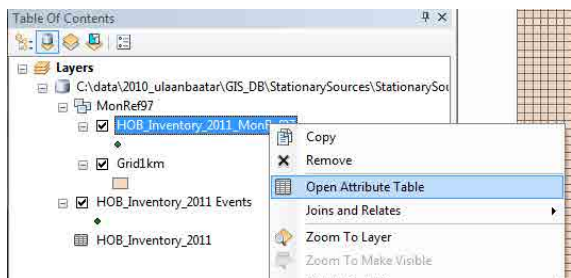 Table Of Contents
Layers
C:\data\2010_ulaanbaatar\GIS_DB\StationarySources\StationarySou
MonRef97
HOB_Inventory_2011_MonRef97
Grid1km
HOB_Inventory_2011 Events
HOB_Inventory_2011
Copy
Remove
Open Attribute Table
Joins and Relates
Zoom To Layer
Zoom To Make Visible